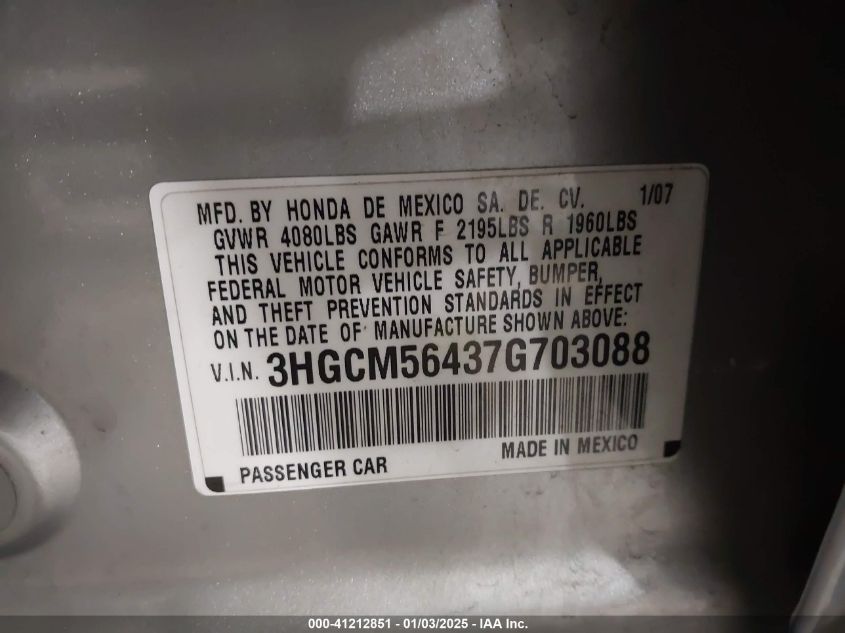 MFD. BY HONDA DE MEXICO SA. DE. CV. 1/07
GVWR 4080LBS GAWR F 2195LBS R 1960LBS
THIS VEHICLE CONFORMS TO ALL APPLICABLE
FEDERAL MOTOR VEHICLE SAFETY, BUMPER,
AND THEFT PREVENTION STANDARDS IN EFFECT
ON THE DATE OF MANUFACTURE SHOWN ABOVE:
V.I.N. 3HGCM56437G703088
PASSENGER CAR MADE IN MEXICO
000-41212851 - 01/03/2025 - IAA Inc.